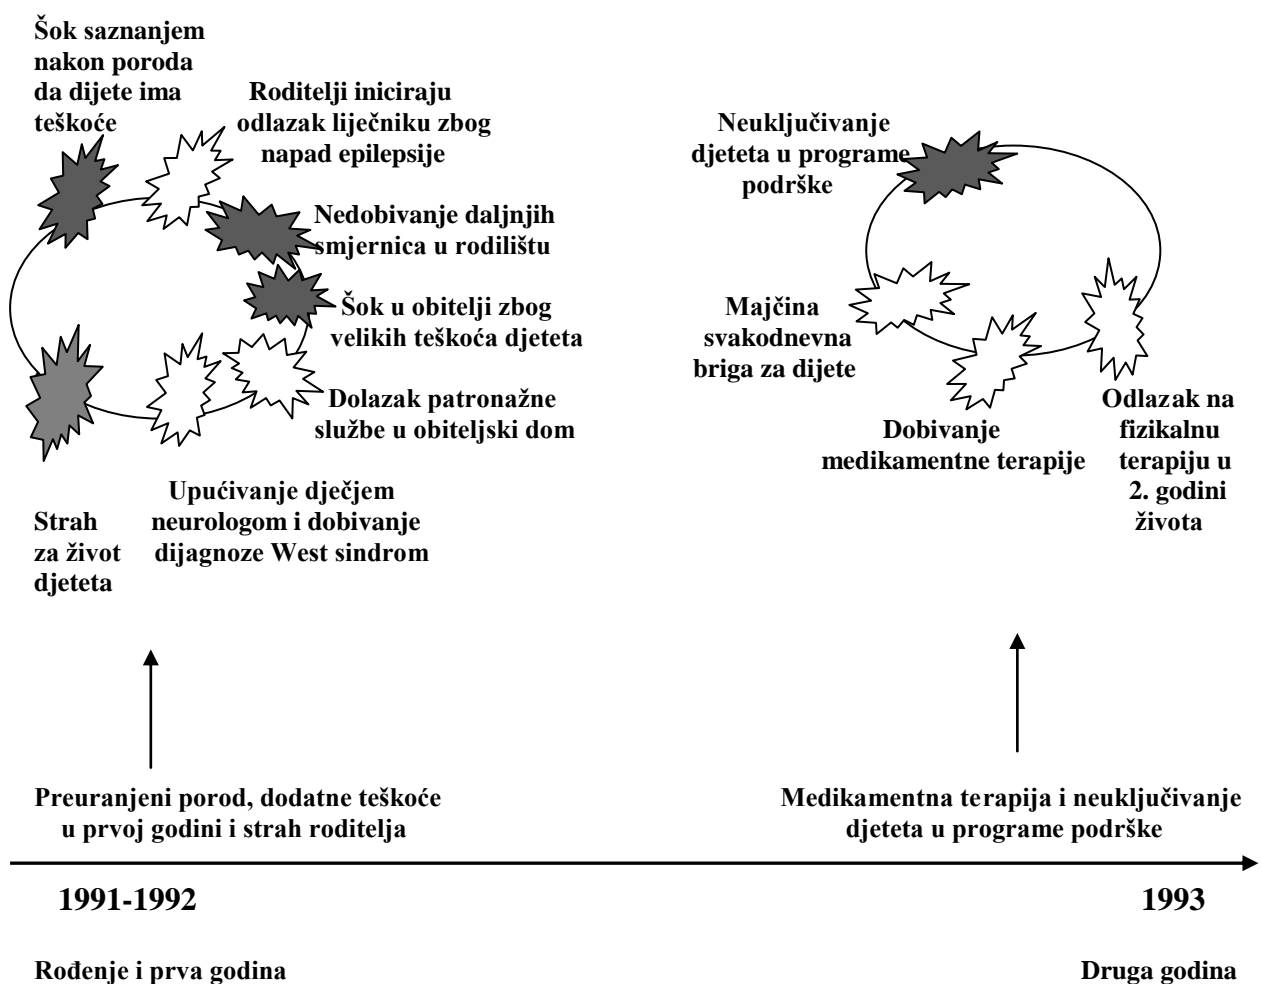 Šok saznanjem
nakon poroda
da dijete ima
teškoće
Roditelji iniciraju
odlazak liječniku zbog
napad epilepsije
Nedobivanje daljnjih
smjernica u rodilištu
Šok u obitelji zbog
velikih teškoća djeteta
Dolazak patronažne
službe u obiteljski dom
Upućivanje dječjem
neurologom i dobivanje
dijagnoze West sindrom
Strah
za život
djeteta
Neuključivanje
djeteta u programe
podrške
Majčina
svakodnevna
briga za dijete
Dobivanje
medikamentne terapije
Odlazak na
fizikalnu
terapiju u
2. godini
života
Preuranjeni porod, dodatne teškoće
u prvoj godini i strah roditelja
Medikamentna terapija i neuključivanje
djeteta u programe podrške
1991-1992
1993
Rođenje i prva godina
Druga godina